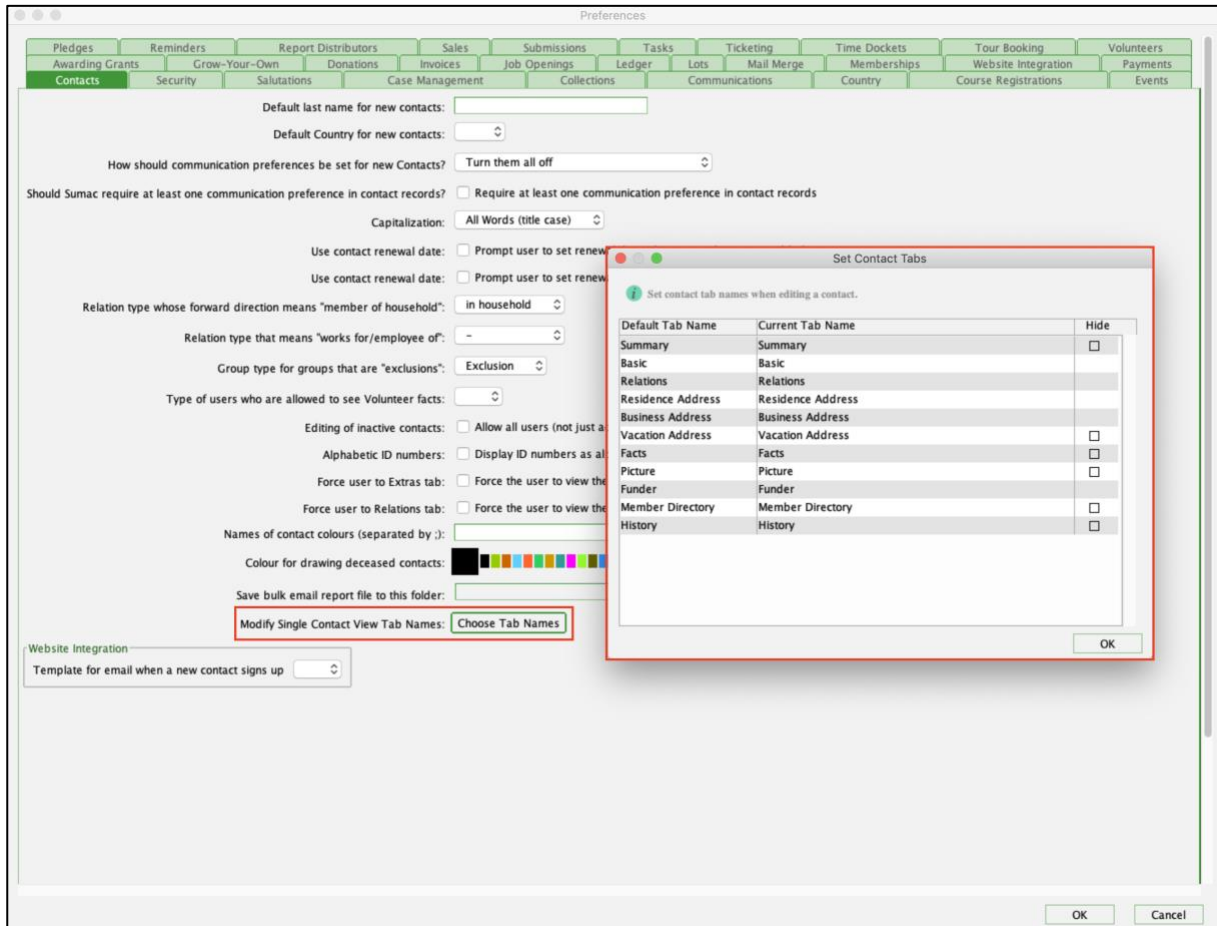 Preferences
Pledges Reminders Report Distributors Sales Submissions Tasks Ticketing Time Dockets Tour Booking Volunteers
Awarding Grants Grow-Your-Own Donations Invoices Job Openings Ledger Lots Mail Merge Memberships Website Integration Payments
Contacts Security Salutations Case Management Collections Communications Country Course Registrations Events
Default last name for new contacts:
Default Country for new contacts:
How should communication preferences be set for new Contacts? Turn them all off
Should Sumac require at least one communication preference in contact records? Require at least one communication preference in contact records
Capitalization: All Words (title case)
Use contact renewal date: Prompt user to set renew
Use contact renewal date: Prompt user to set renew
Relation type whose forward direction means "member of household": in household
Relation type that means "works for/employee of": -
Group type for groups that are "exclusions": Exclusion
Type of users who are allowed to see Volunteer facts:
Editing of inactive contacts: Allow all users (not just a
Alphabetic ID numbers: Display ID numbers as al
Force user to Extras tab: Force the user to view the
Force user to Relations tab: Force the user to view the
Names of contact colours (separated by ;):
Colour for drawing deceased contacts:
Save bulk email report file to this folder:
Modify Single Contact View Tab Names: Choose Tab Names
Website Integration
Template for email when a new contact signs up
Set Contact Tabs
i Set contact tab names when editing a contact.
Default Tab Name Current Tab Name Hide
Summary Summary
Basic Basic
Relations Relations
Residence Address Residence Address
Business Address Business Address
Vacation Address Vacation Address
Facts Facts
Picture Picture
Funder Funder
Member Directory Member Directory
History History
OK
OK Cancel